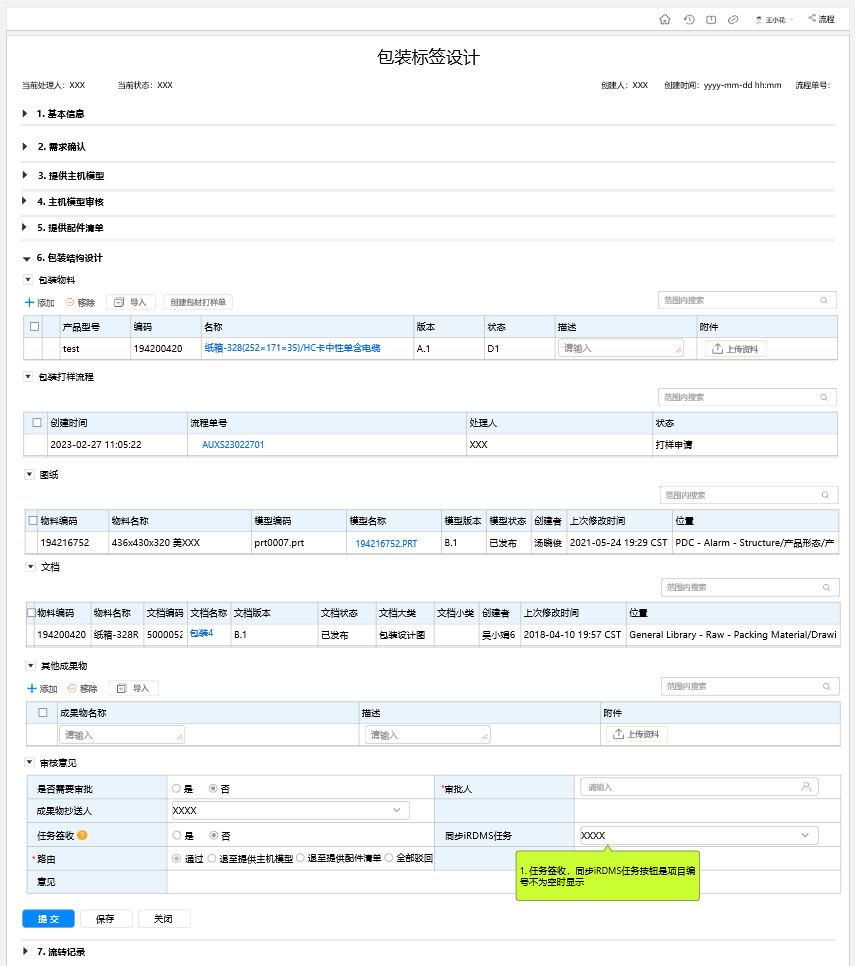 王小花 流程
包装标签设计
当前处理人: XXX 当前状态: XXX 创建人: XXX 创建时间: yyyy-mm-dd hh:mm 流程单号:
1. 基本信息
2. 需求确认
3. 提供主机模型
4. 主机模型审核
5. 提供配件清单
6. 包装结构设计
包装物料
添加 移除 导入 创建包材打样单 范围内搜索
产品型号 编码 名称 版本 状态 描述 附件
test 194200420 纸箱-328(252×171×35)/HC卡中性单含电缆 A.1 D1 请输入 上传资料
包装打样流程
范围内搜索
创建时间 流程单号 处理人 状态
2023-02-27 11:05:22 AUXS23022701 XXX 打样申请
图纸
范围内搜索
物料编码 物料名称 模型编码 模型名称 模型版本 模型状态 创建者 上次修改时间 位置
194216752 436x430x320 美XXX prt0007.prt 194216752.PRT B.1 已发布 汤晓俊 2021-05-24 19:29 CST PDC - Alarm - Structure/产品形态/产
文档
范围内搜索
物料编码 物料名称 文档编码 文档名称 文档版本 文档状态 文档大类 文档小类 创建者 上次修改时间 位置
194200420 纸箱-328R 5000052 包装4 B.1 已发布 包装设计图 吴小娟6 2018-04-10 19:57 CST General Library - Raw - Packing Material/Drawi
其他成果物
添加 移除 导入 范围内搜索
成果物名称 描述 附件
请输入 请输入 上传资料
审核意见
是否需要审批 是 否 *审批人 请输入
成果物抄送人 XXXX
任务签收 ? 是 否 同步iRDMS任务 XXXX
*路由 通过 退至提供主机模型 退至提供配件清单 全部驳回
意见
1. 任务签收，同步iRDMS任务按钮是项目编
号不为空时显示
提 交 保存 关闭
7. 流转记录